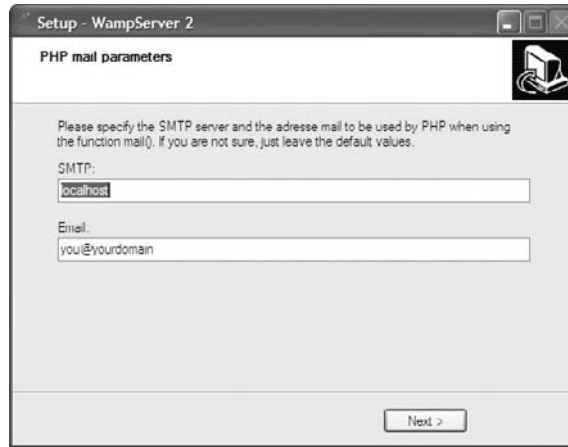 Setup - WampServer 2
PHP mail parameters
Please specify the SMTP server and the adresse mail to be used by PHP when using
the function mail(). If you are not sure, just leave the default values.
SMTP:
localhost
Email:
you@yourdomain
Next >